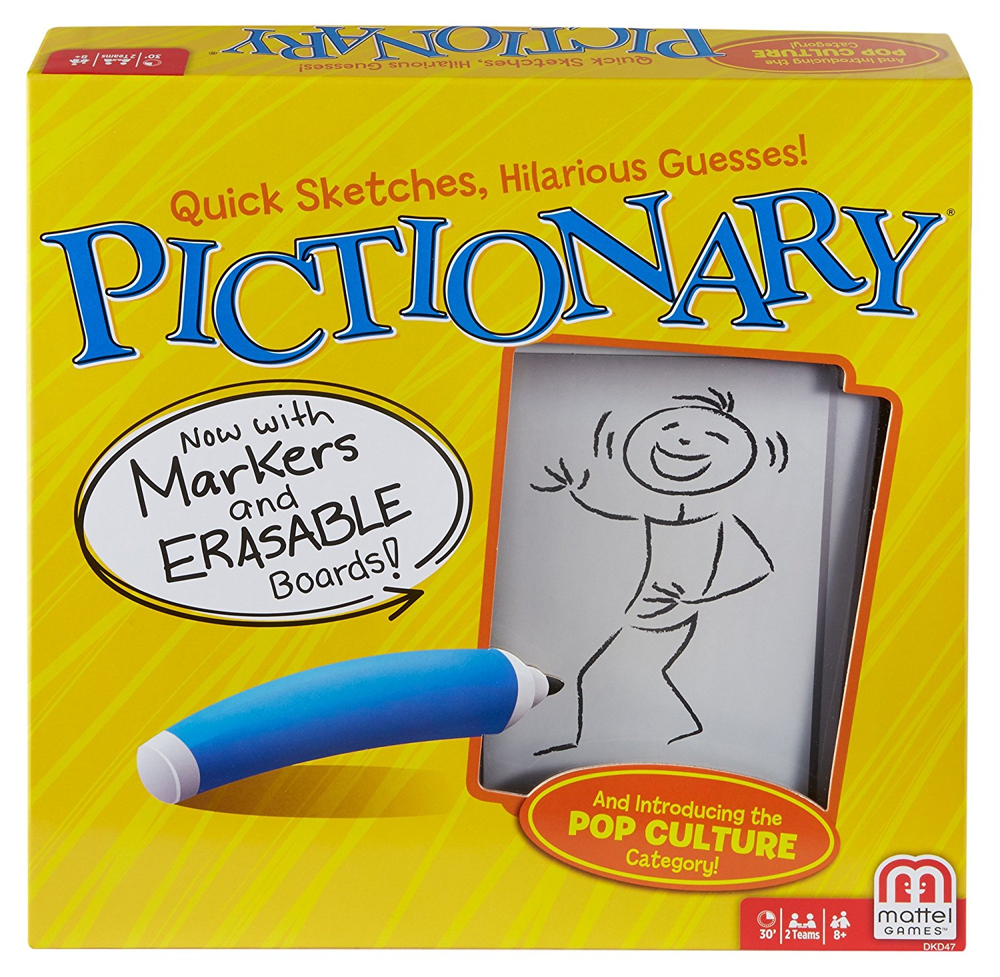 PICTIONARY®
Quick Sketches, Hilarious Guesses!
And Introducing the
POP CULTURE
Category!
30' 2 Teams 8+
Quick Sketches, Hilarious Guesses!
PICTIONARY®
Now with
Markers
and
ERASABLE
Boards!
And Introducing the
POP CULTURE
Category!
mattel
GAMES™
30' 2 Teams 8+
DKD47